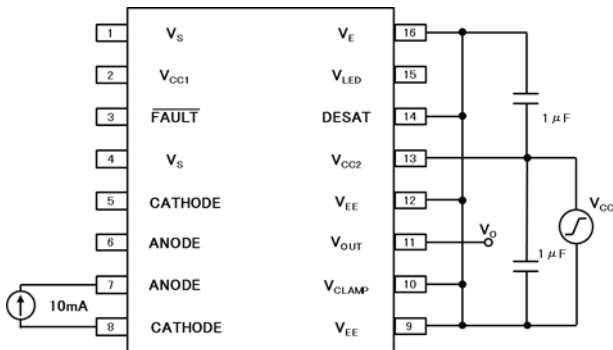 1 V_S V_E 16
2 V_CC1 V_LED 15
3 FAULT DESAT 14
1 μF
4 V_S V_CC2 13
5 CATHODE V_EE 12
V_CC
6 ANODE V_OUT 11 V_O
1 μF
7 ANODE V_CLAMP 10
10mA
8 CATHODE V_EE 9